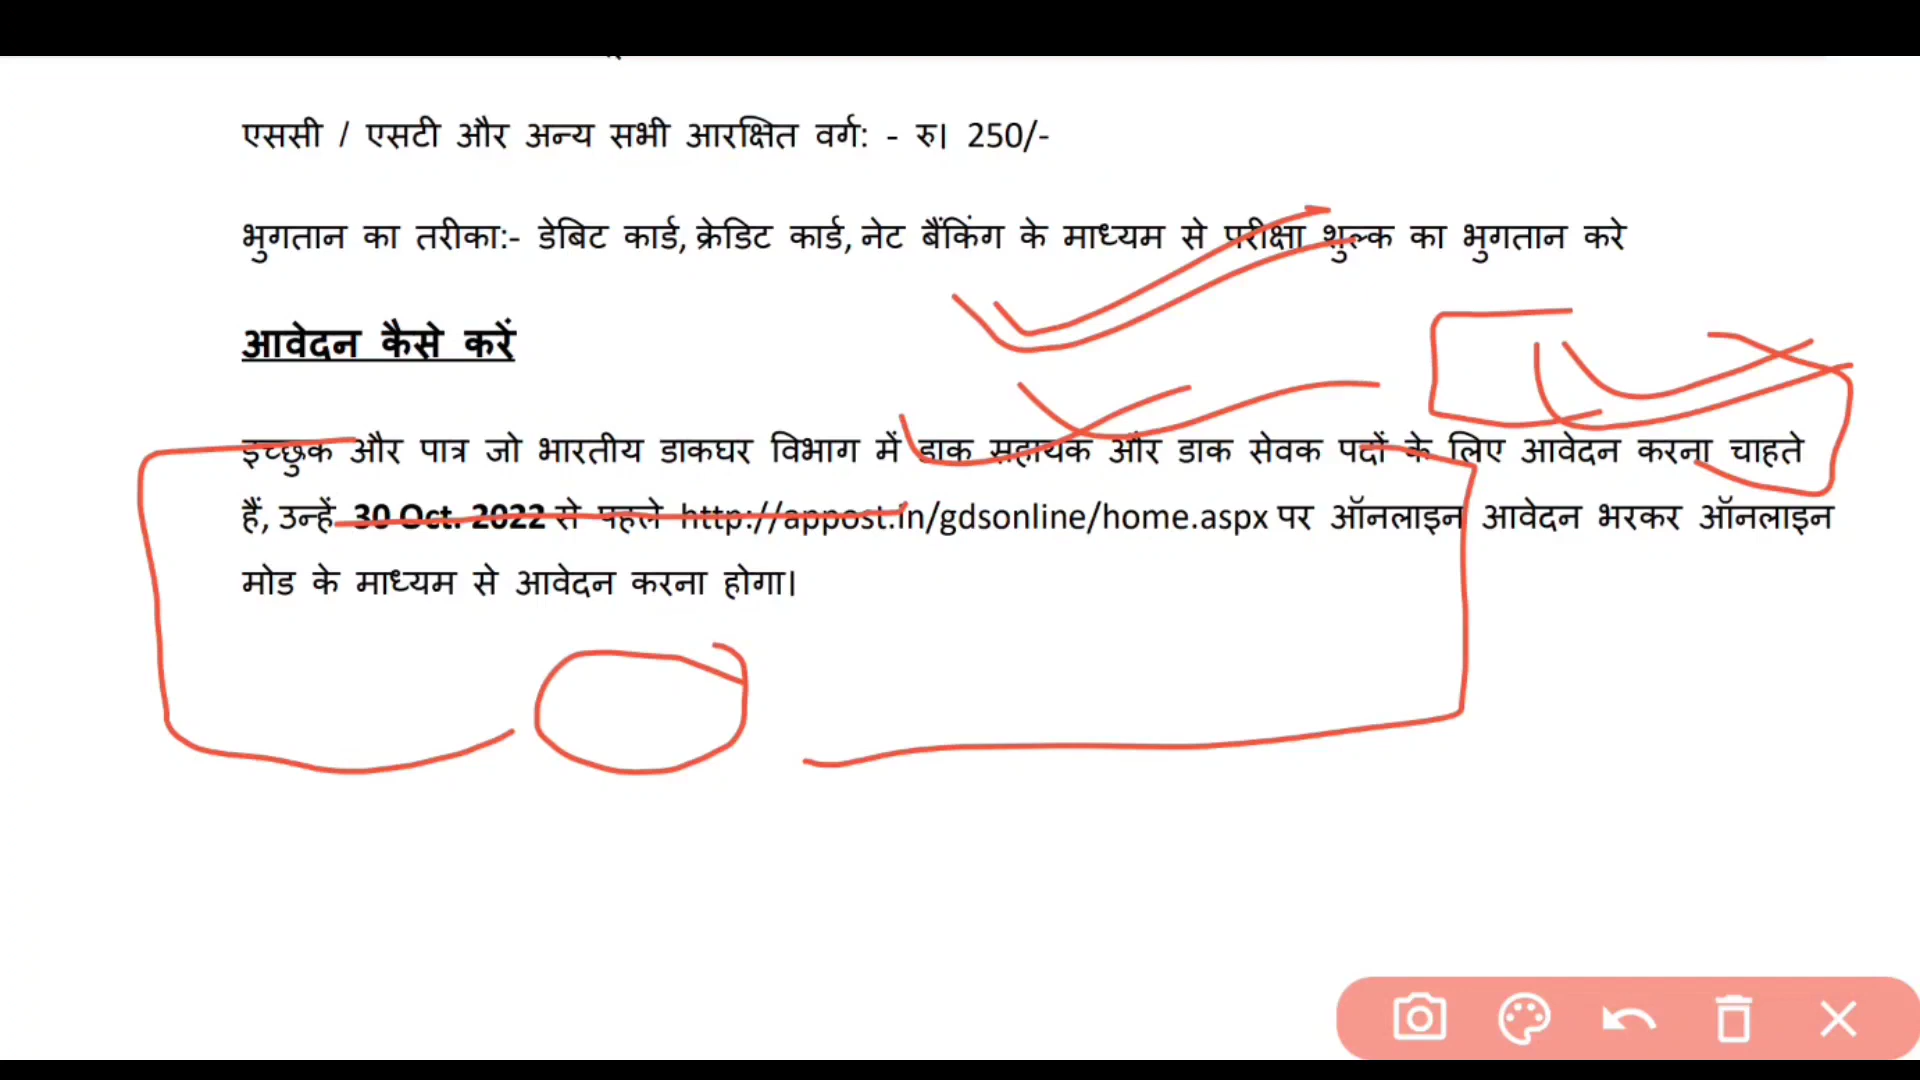 एससी / एसटी और अन्य सभी आरक्षित वर्ग: - रु। 250/-
भुगतान का तरीका:- डेबिट कार्ड, क्रेडिट कार्ड, नेट बैंकिंग के माध्यम से परीक्षा शुल्क का भुगतान करे
आवेदन कैसे करें
इच्छुक और पात्र जो भारतीय डाकघर विभाग में डाक सहायक और डाक सेवक पदों के लिए आवेदन करना चाहते
हैं, उन्हें 30 Oct. 2022 से पहले http://appost.in/gdsonline/home.aspx पर ऑनलाइन आवेदन भरकर ऑनलाइन
मोड के माध्यम से आवेदन करना होगा।